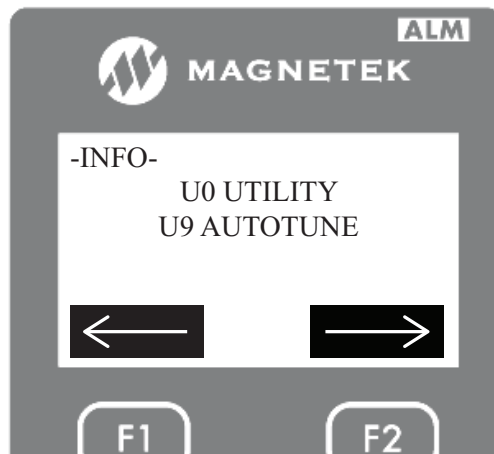 ALM
MAGNETEK
-INFO-
U0 UTILITY
U9 AUTOTUNE
F1
F2